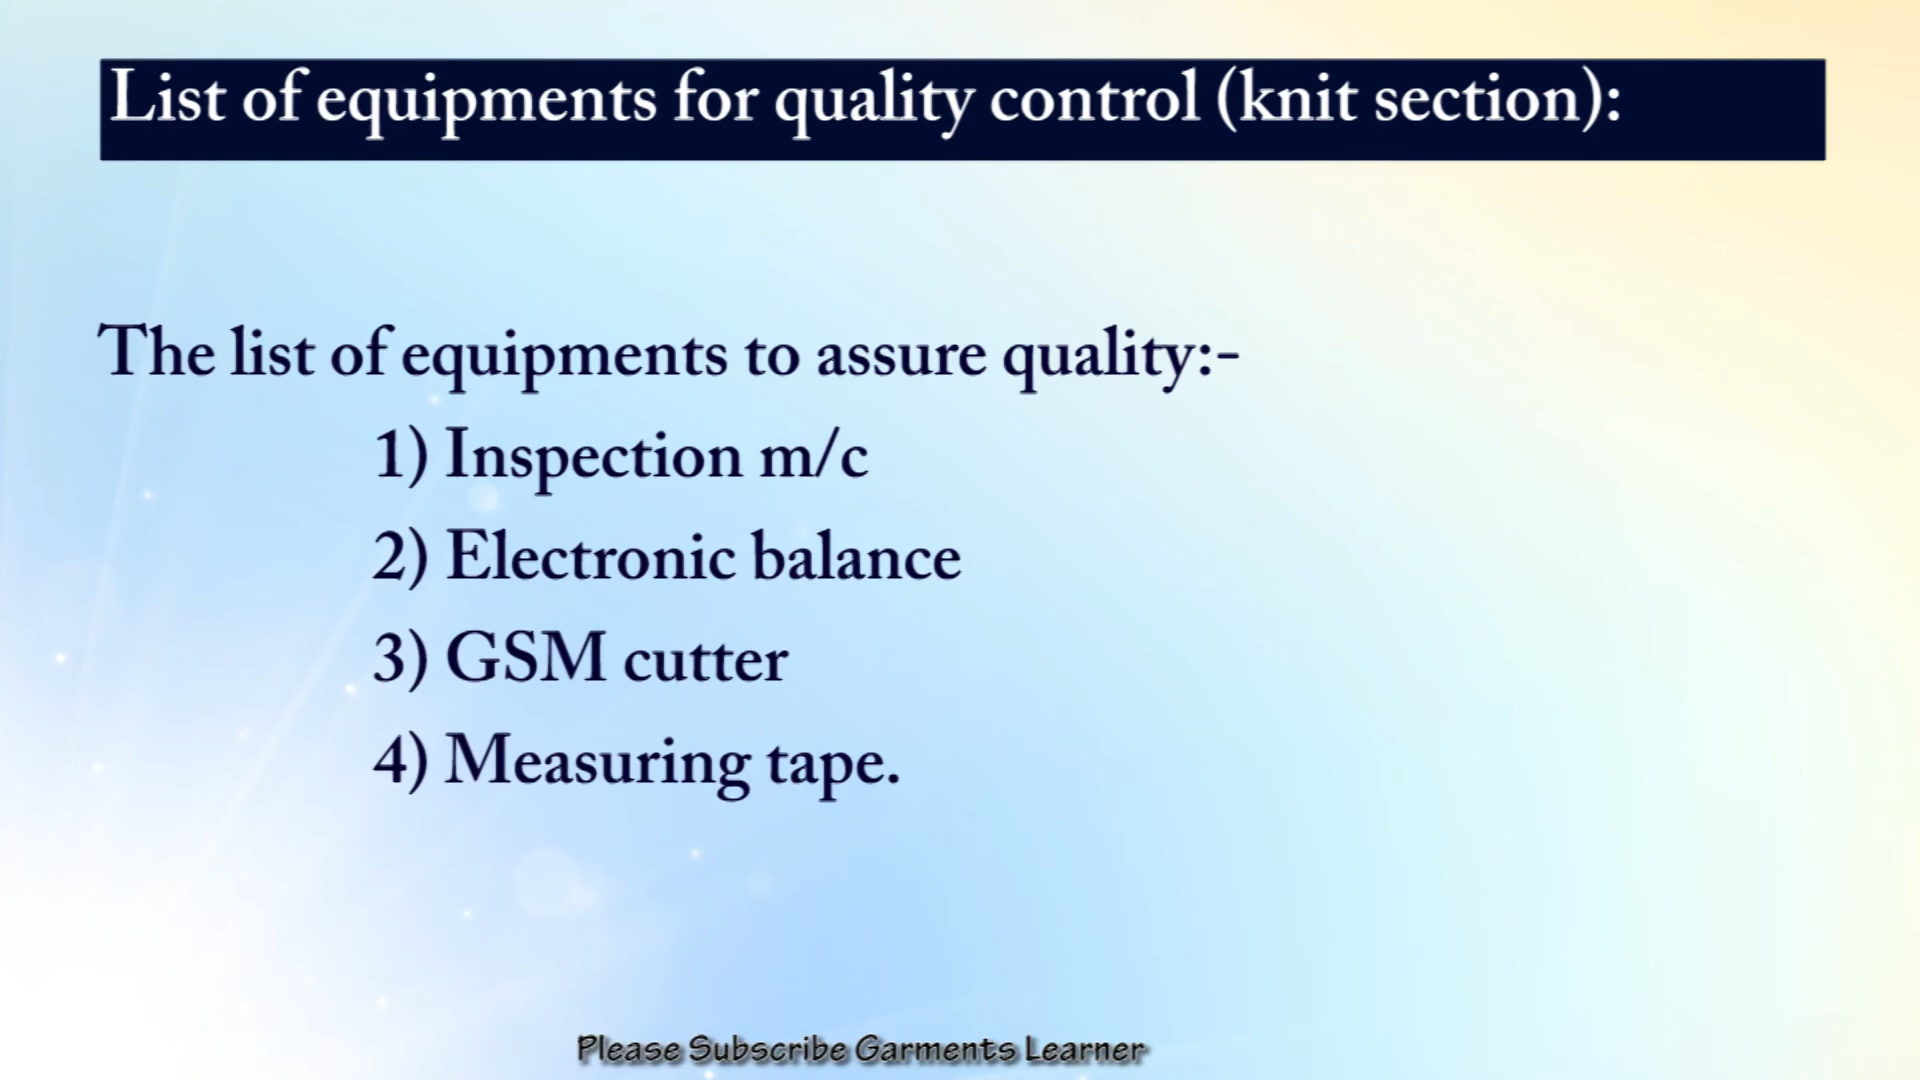 List of equipments for quality control (knit section):
The list of equipments to assure quality:-
1) Inspection m/c
2) Electronic balance
3) GSM cutter
4) Measuring tape.
Please Subscribe Garments Learner